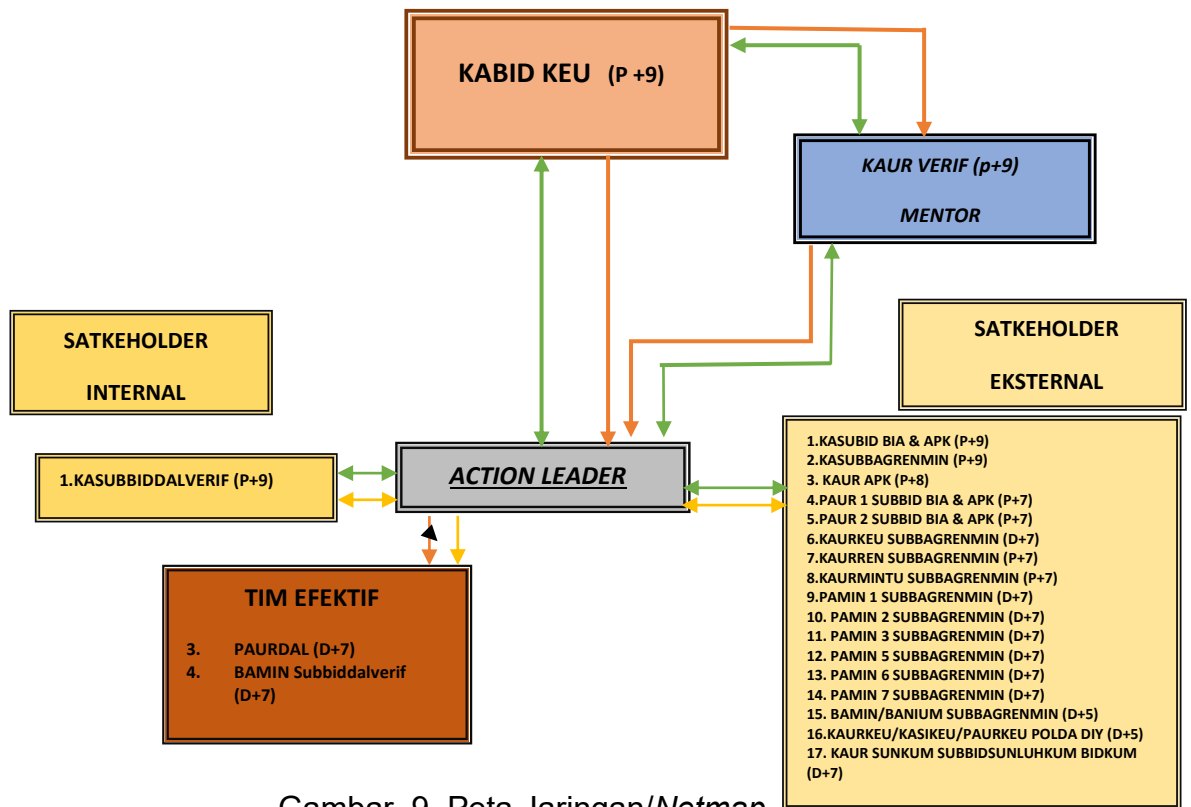 KABID KEU (P +9)
KAUR VERIF (p+9)
MENTOR
SATKEHOLDER
INTERNAL
SATKEHOLDER
EKSTERNAL
1.KASUBBIDDALVERIF (P+9)
ACTION LEADER
1.KASUBID BIA & APK (P+9)
2.KASUBBAGRENMIN (P+9)
3. KAUR APK (P+8)
4.PAUR 1 SUBBID BIA & APK (P+7)
5.PAUR 2 SUBBID BIA & APK (P+7)
6.KAURKEU SUBBAGRENMIN (D+7)
7.KAURREN SUBBAGRENMIN (P+7)
8.KAURMINTU SUBBAGRENMIN (P+7)
9.PAMIN 1 SUBBAGRENMIN (D+7)
10. PAMIN 2 SUBBAGRENMIN (D+7)
11. PAMIN 3 SUBBAGRENMIN (D+7)
12. PAMIN 5 SUBBAGRENMIN (D+7)
13. PAMIN 6 SUBBAGRENMIN (D+7)
14. PAMIN 7 SUBBAGRENMIN (D+7)
15. BAMIN/BANIUM SUBBAGRENMIN (D+5)
16.KAURKEU/KASIKEU/PAURKEU POLDA DIY (D+5)
17. KAUR SUNKUM SUBBIDSUNLUHKUM BIDKUM
(D+7)
TIM EFEKTIF
3. PAURDAL (D+7)
4. BAMIN Subbiddalverif
(D+7)
Gambar 9 Peta Jaringan/Netmap